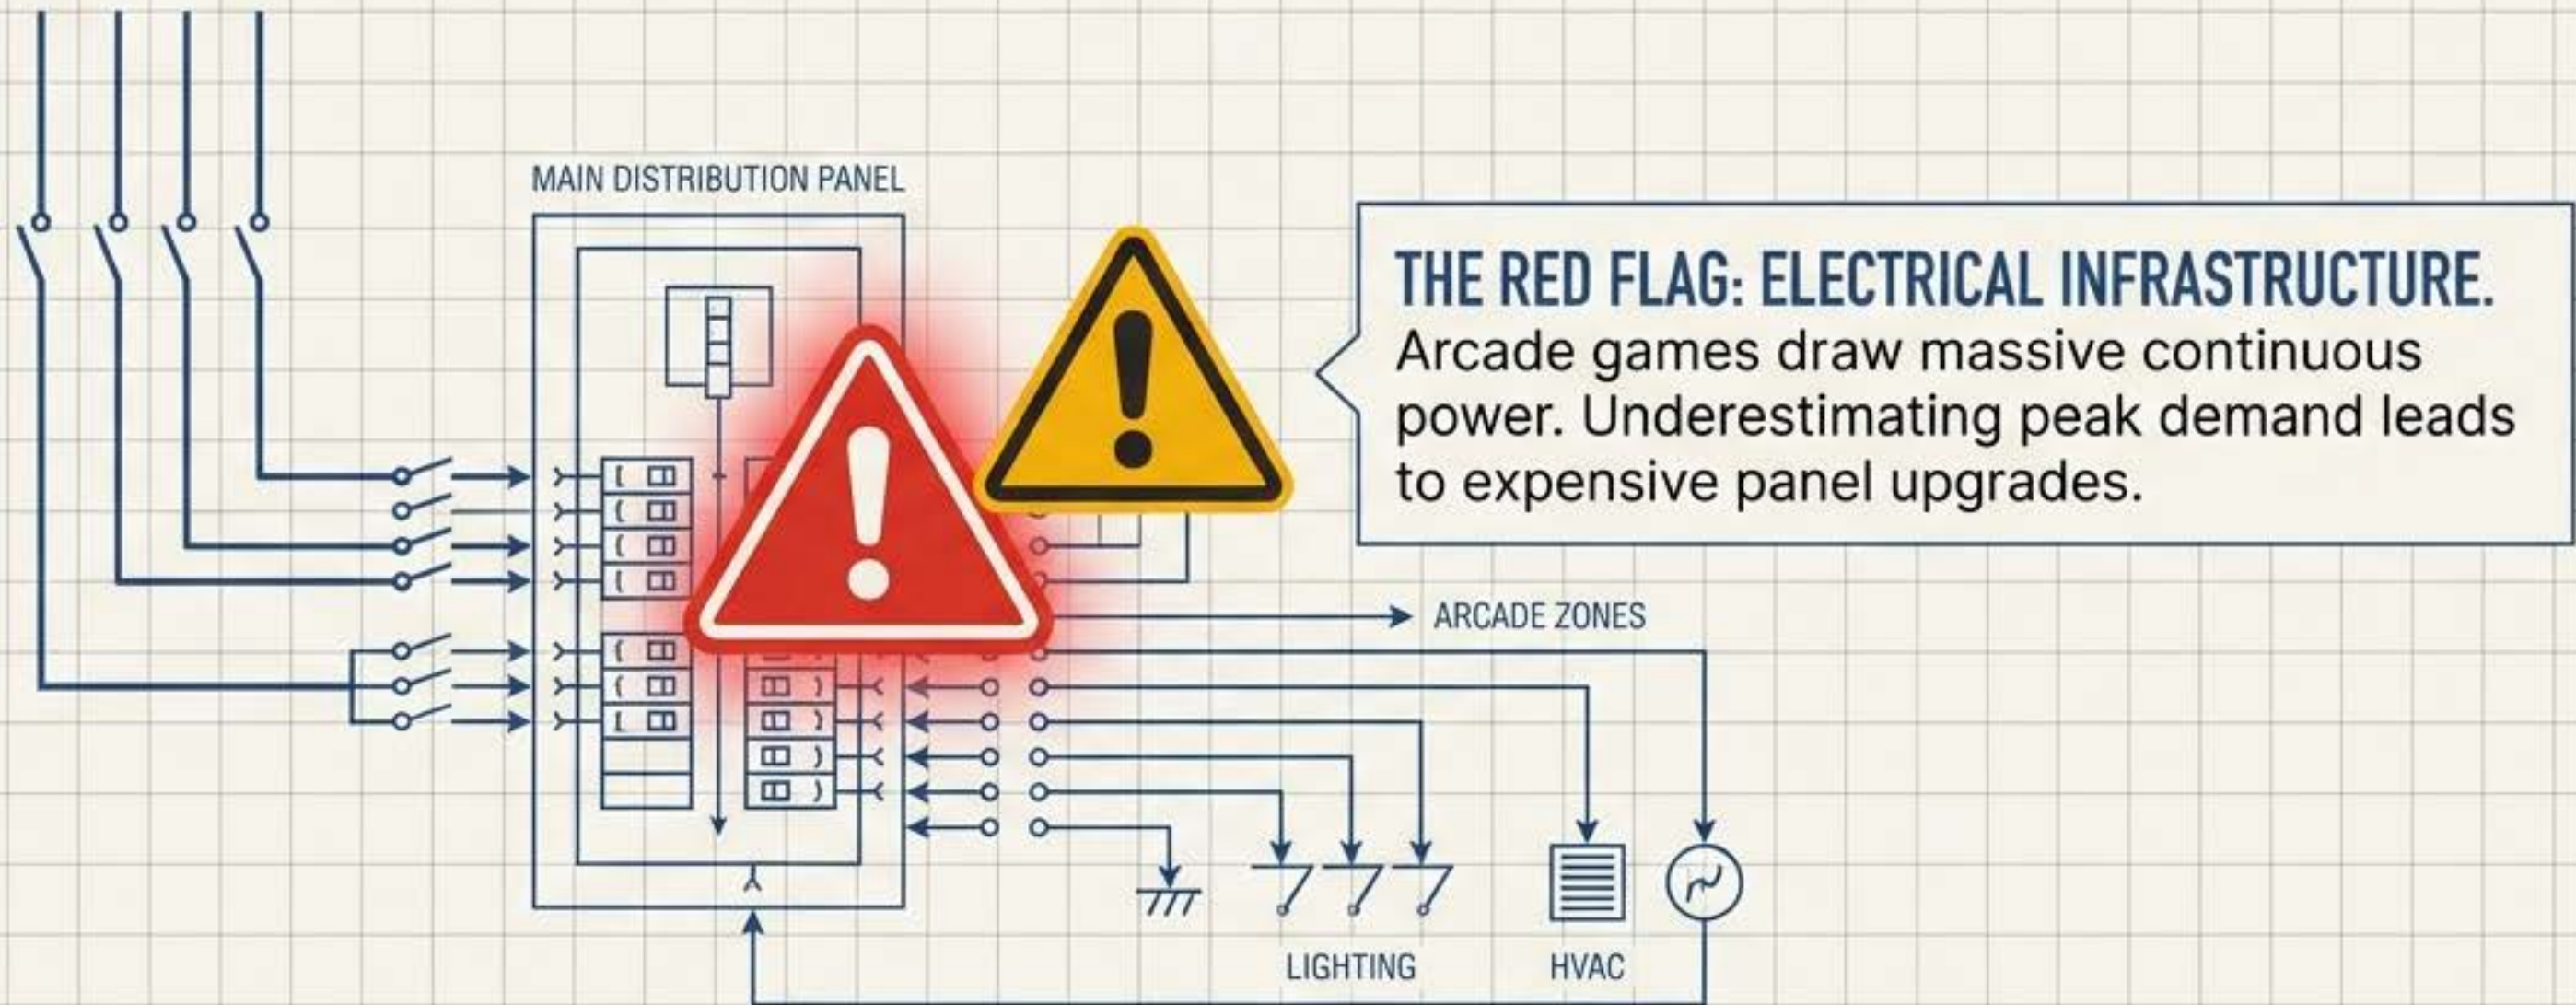 MAIN DISTRIBUTION PANEL
THE RED FLAG: ELECTRICAL INFRASTRUCTURE.
Arcade games draw massive continuous
power. Underestimating peak demand leads
to expensive panel upgrades.
ARCADE ZONES
LIGHTING
HVAC